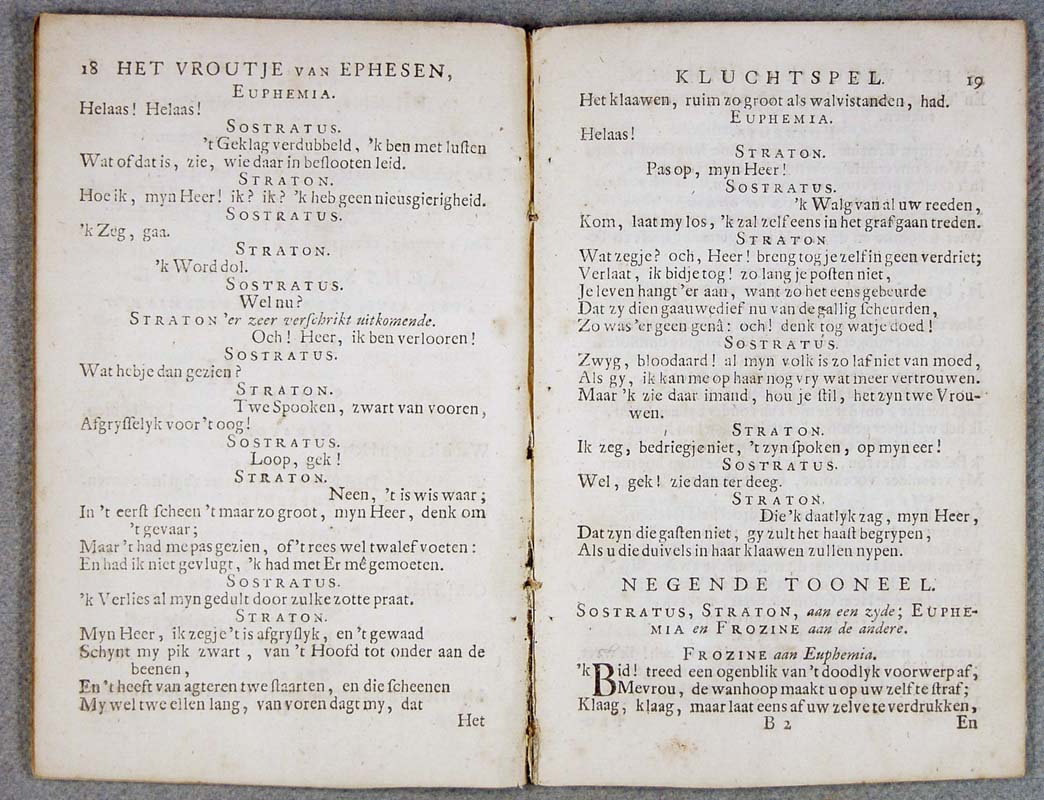 18 HET VROUTJE VAN EPHESEN,
EUPHEMIA.
Helaas! Helaas!
SOSTRATUS.
't Geklag verdubbeld, 'k ben met luſten
Wat of dat is, zie, wie daar in beſlooten leid.
STRATON.
Hoe ik, myn Heer! ik? ik? 'k heb geen nieusgierigheid.
SOSTRATUS.
'k Zeg, gaa.
STRATON.
'k Word dol.
SOSTRATUS.
Wel nu?
STRATON 'er zeer verſchrikt uitkomende.
Och! Heer, ik ben verlooren!
SOSTRATUS.
Wat hebje dan gezien?
STRATON.
Twe Spooken, zwart van vooren,
Afgryſſelyk voor 't oog!
SOSTRATUS.
Loop, gek!
STRATON.
Neen, 't is wis waar;
In 't eerſt ſcheen 't maar zo groot, myn Heer, denk om
't gevaar;
Maar 't had me pas gezien, of 't rees wel twalef voeten:
En had ik niet gevlugt, 'k had met Er mé gemoeten.
SOSTRATUS.
'k Verlies al myn gedult door zulke zotte praat.
STRATON.
Myn Heer, ik zegje 't is afgryſlyk, en 't gewaad
Schynt my pik zwart, van 't Hoofd tot onder aan de
beenen,
En 't heeft van agteren twe ſtaarten, en die ſcheenen
My wel twe ellen lang, van voren dagt my, dat
Het
KLUCHTSPEL. 19
Het klaawen, ruim zo groot als walvistanden, had.
EUPHEMIA.
Helaas!
STRATON.
Pas op, myn Heer!
SOSTRATUS.
'k Walg van al uw reeden,
Kom, laat my los, 'k zal zelf eens in het graf gaan treden.
STRATON
Wat zegje? och, Heer! breng tog je zelf in geen verdriet;
Verlaat, ik bid je tog! zo lang je poſten niet,
Je leven hangt 'er aan, want zo het eens gebeurde
Dat zy dien gaauwedief nu van de gallig ſcheurden,
Zo was 'er geen genâ: och! denk tog wat je doed!
SOSTRATUS.
Zwyg, bloodaard! al myn volk is zo laf niet van moed,
Als gy, ik kan me op haar nog vry wat meer vertrouwen.
Maar 'k zie daar imand, hou je ſtil, het zyn twe Vrou-
wen.
STRATON.
Ik zeg, bedriegje niet, 't zyn ſpoken, op myn eer!
SOSTRATUS.
Wel, gek! zie dan ter deeg.
STRATON.
Die 'k daatlyk zag, myn Heer,
Dat zyn die gaſten niet, gy zult het haaſt begrypen,
Als u die duivels in haar klaawen zullen nypen.
NEGENDE TOONEEL.
SOSTRATUS, STRATON, aan een zyde; EUPHE-
MIA en FROZINE aan de andere.
FROZINE aan Euphemia.
'k Bid! treed een ogenblik van 't doodlyk voorwerp af,
Mevrou, de wanhoop maakt u op uw zelf te ſtraf;
Klaag, klaag, maar laat eens af uw zelve te verdrukken,
B 2 En